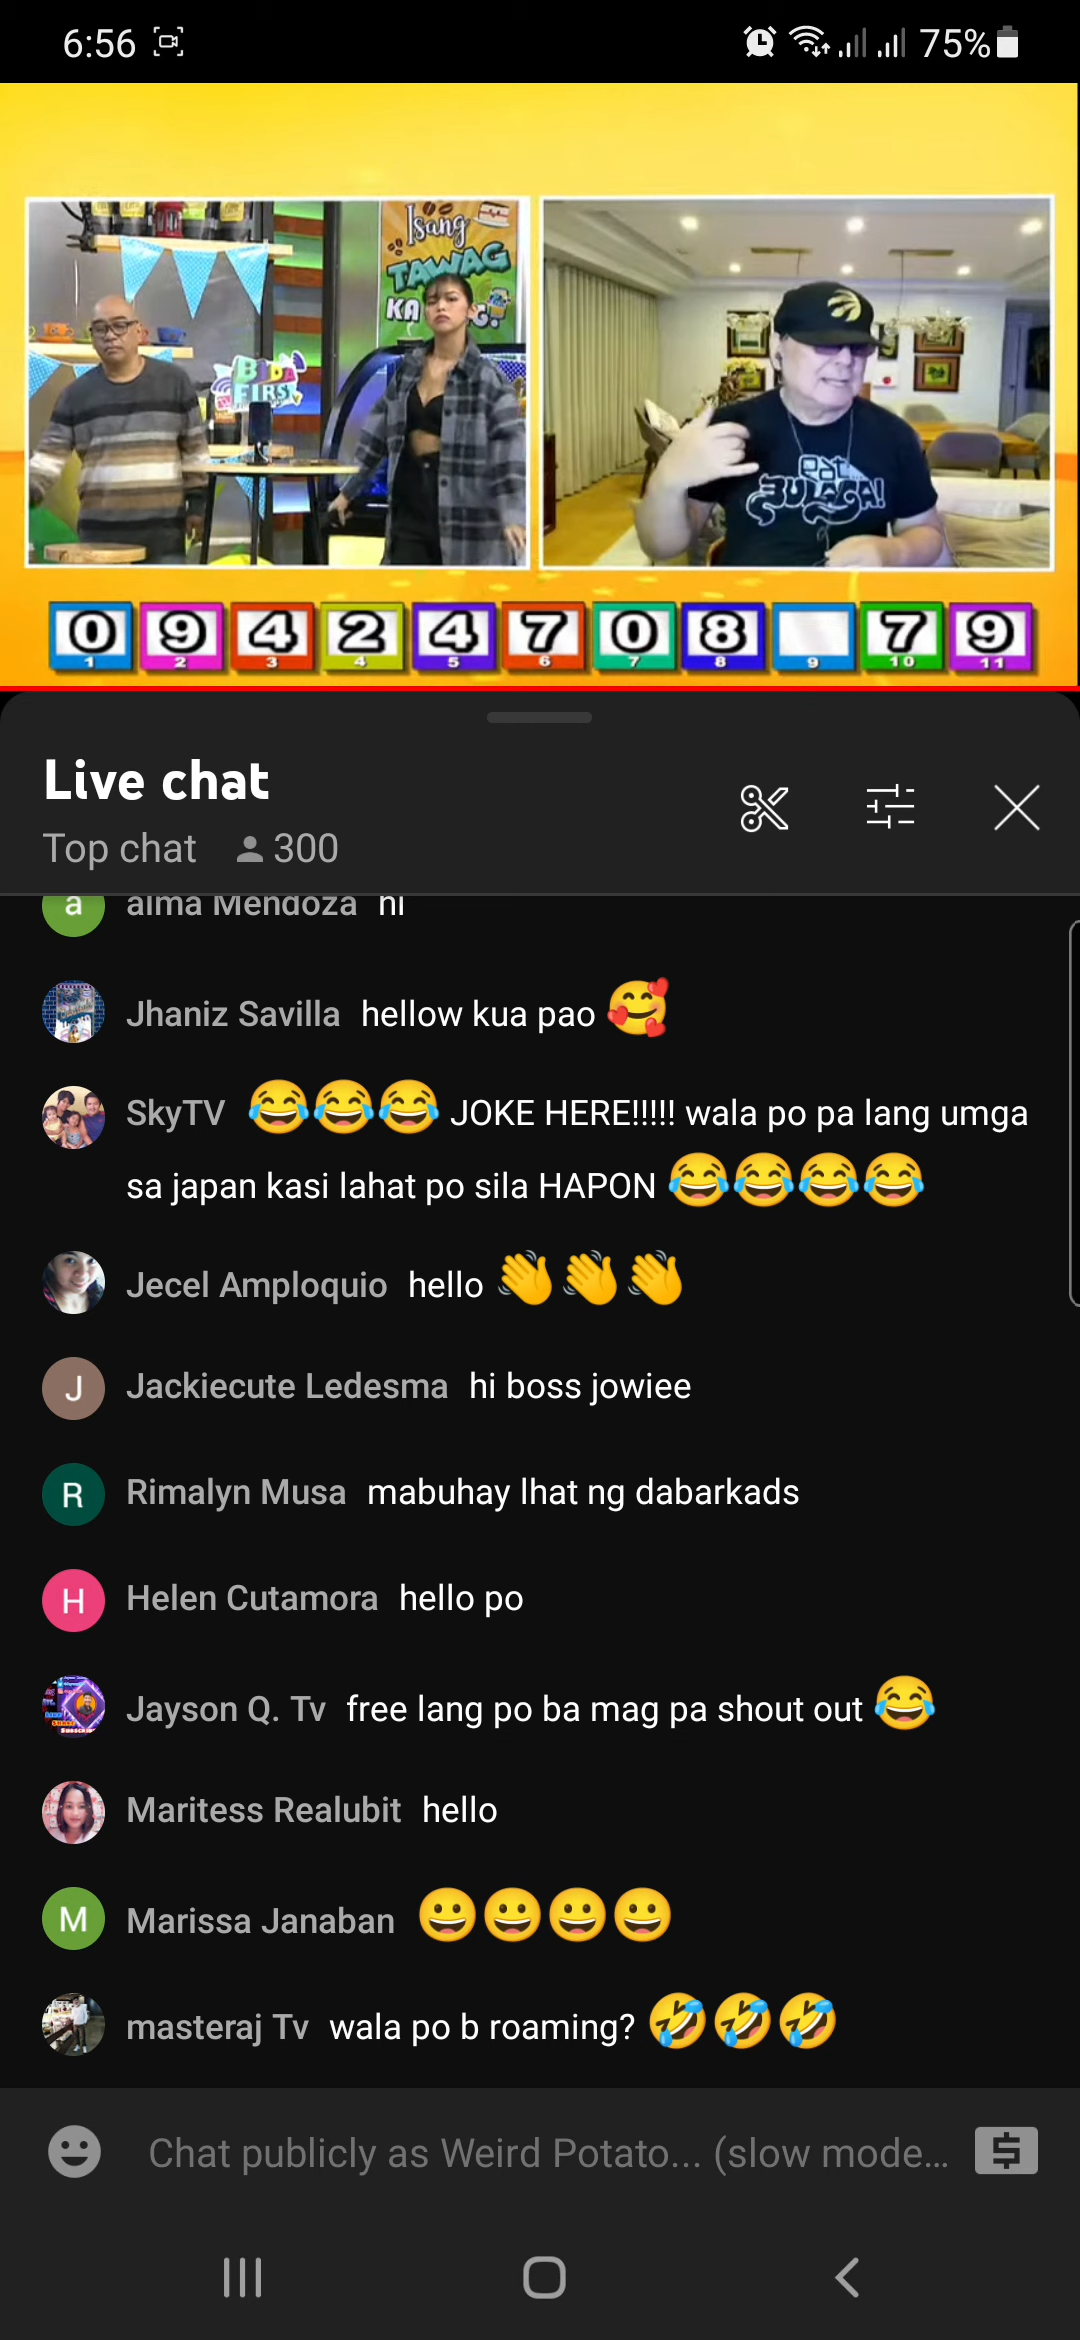 6:56 75%
Isang
TAWAG
KA
G!
BIDA
FIRST
EAT
BULAGA!
0 9 4 2 4 7 0 8 7 9
1 2 3 4 5 6 7 8 9 10 11
Live chat
Top chat 300
a alma Mendoza hi
Jhaniz Savilla hellow kua pao 🥰
SkyTV 😂😂😂 JOKE HERE!!!!! wala po pa lang umga
sa japan kasi lahat po sila HAPON 😂😂😂😂
Jecel Amploquio hello 👋👋👋
J Jackiecute Ledesma hi boss jowiee
R Rimalyn Musa mabuhay lhat ng dabarkads
H Helen Cutamora hello po
Jayson Q. Tv free lang po ba mag pa shout out 😂
Maritess Realubit hello
M Marissa Janaban 😀😀😀😀
masteraj Tv wala po b roaming? 🤣🤣🤣
Chat publicly as Weird Potato... (slow mode...